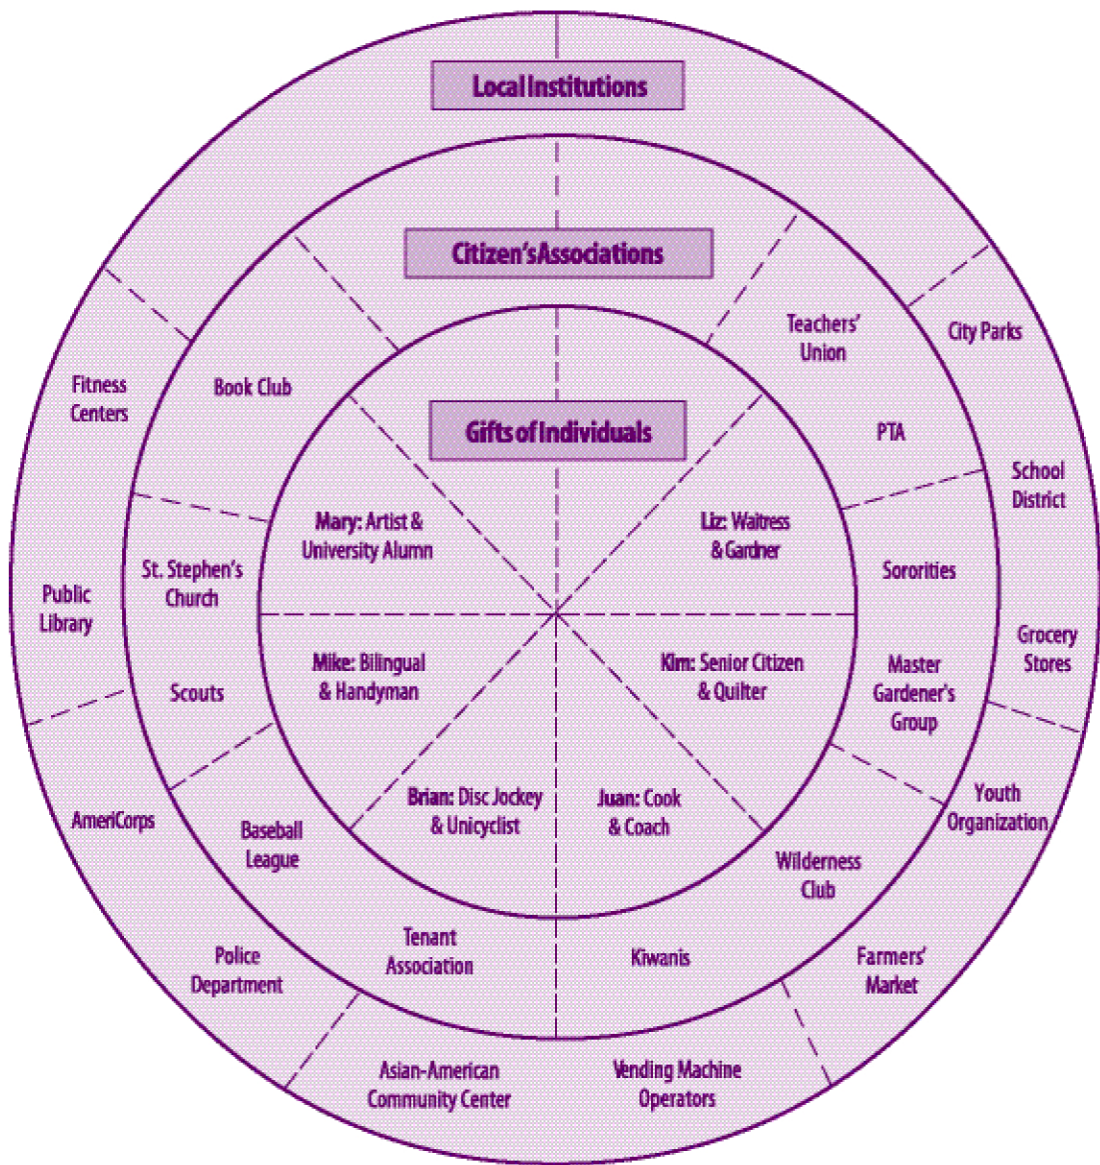 Local Institutions
Citizen's Associations
Gifts of Individuals
Teachers'
Union
City Parks
Fitness
Centers
Book Club
PTA
School
District
Mary: Artist &
University Alumn
Liz: Waitress
& Gardner
St. Stephen's
Church
Sororities
Public
Library
Grocery
Stores
Mike: Bilingual
& Handyman
Kim: Senior Citizen
& Quilter
Scouts
Master
Gardener's
Group
Brian: Disc Jockey
& Unicyclist
Juan: Cook
& Coach
Youth
Organization
AmeriCorps
Baseball
League
Wilderness
Club
Tenant
Association
Kiwanis
Police
Department
Farmers'
Market
Asian-American
Community Center
Vending Machine
Operators